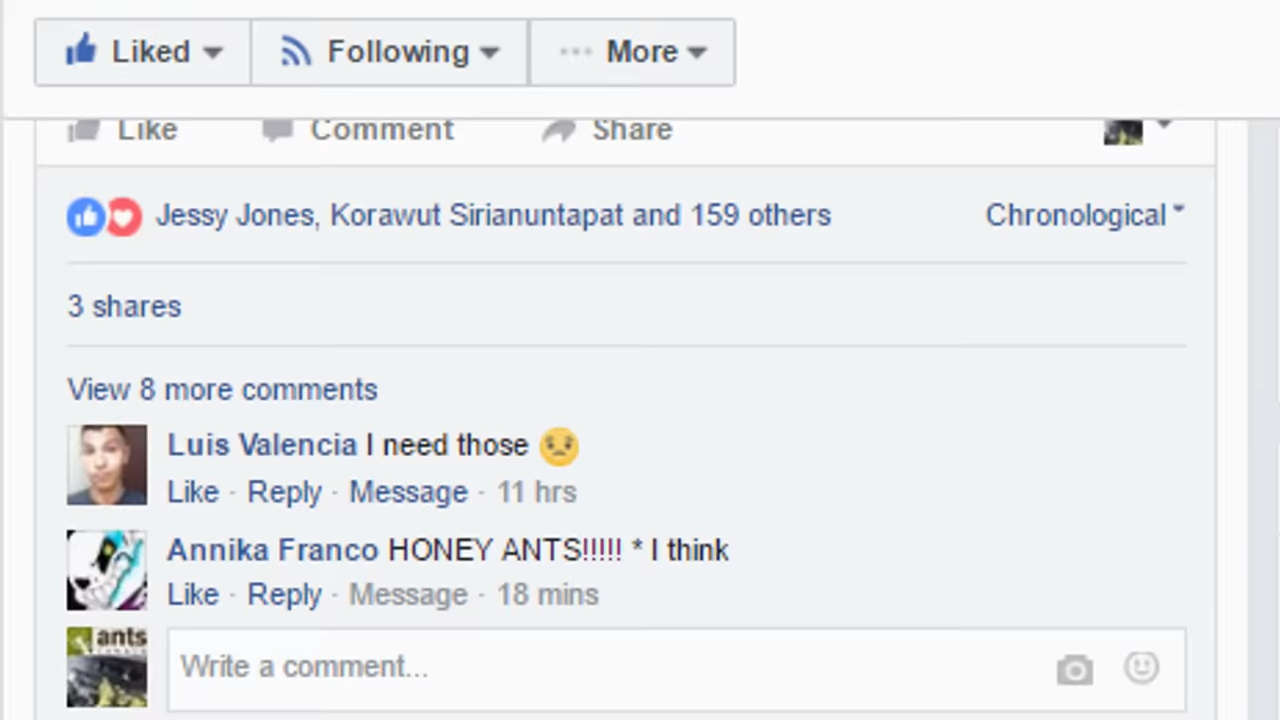 Liked Following More
Like Comment Share
Jessy Jones, Korawut Sirianuntapat and 159 others Chronological
3 shares
View 8 more comments
Luis Valencia I need those
Like · Reply · Message · 11 hrs
Annika Franco HONEY ANTS!!!!! * I think
Like · Reply · Message · 18 mins
ants
Write a comment...